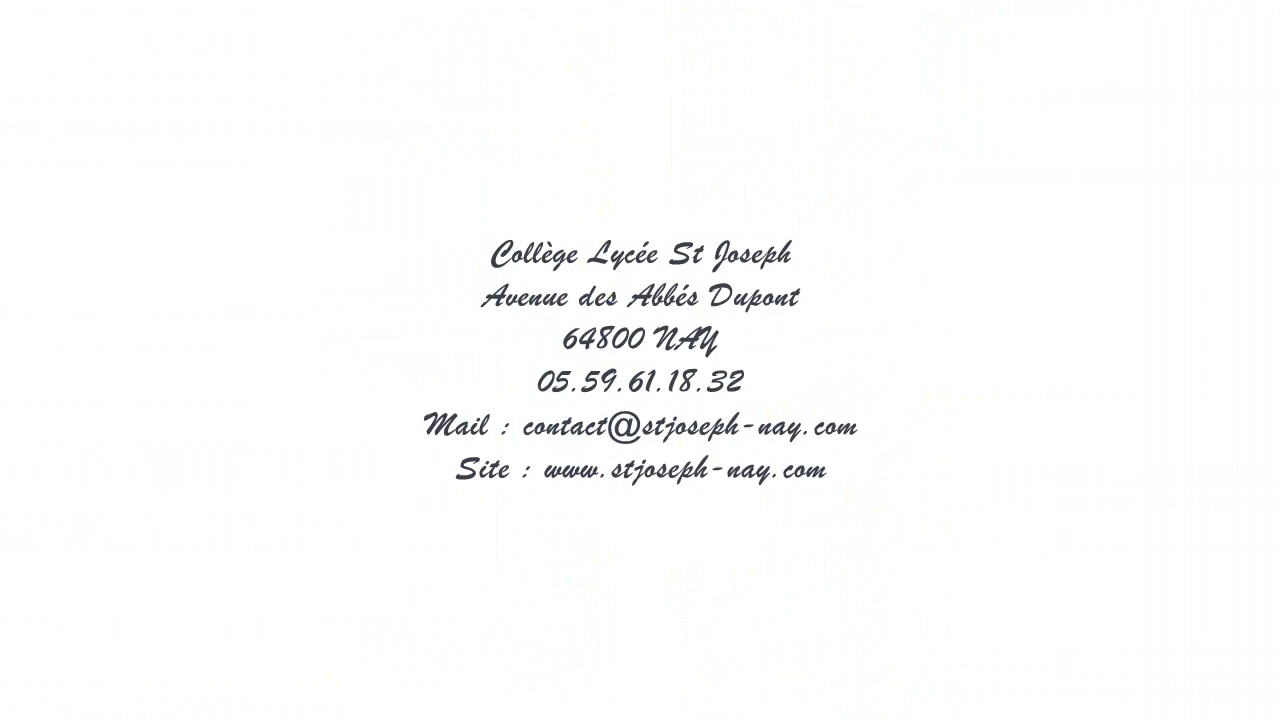 Collège Lycée St Joseph
Avenue des Abbés Dupont
64800 NAY
05.59.61.18.32
Mail : contact@stjoseph-nay.com
Site : www.stjoseph-nay.com